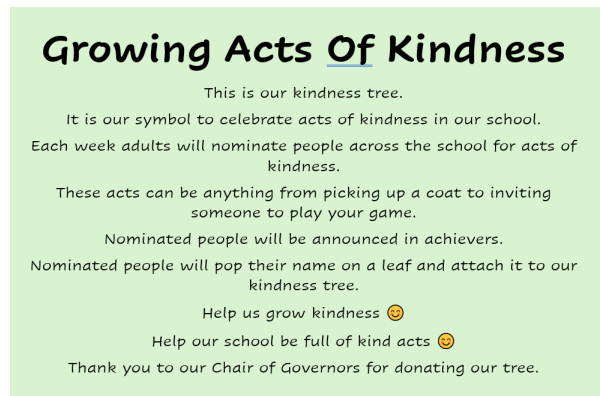 Growing Acts Of Kindness
This is our kindness tree.
It is our symbol to celebrate acts of kindness in our school.
Each week adults will nominate people across the school for acts of
kindness.
These acts can be anything from picking up a coat to inviting
someone to play your game.
Nominated people will be announced in achievers.
Nominated people will pop their name on a leaf and attach it to our
kindness tree.
Help us grow kindness 😊
Help our school be full of kind acts 😊
Thank you to our Chair of Governors for donating our tree.